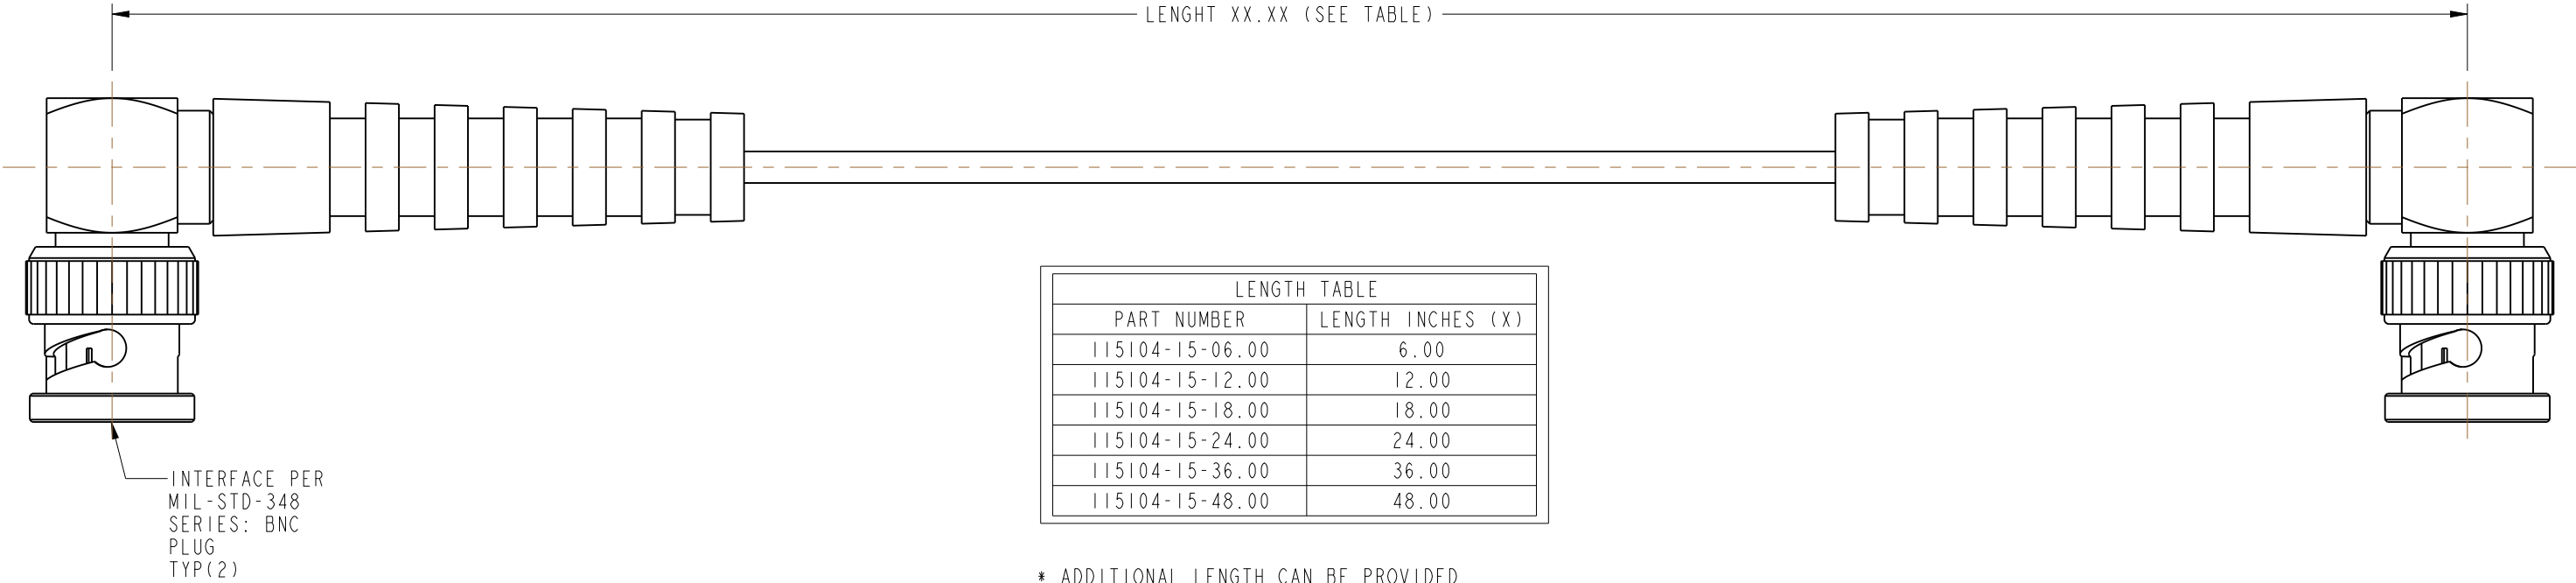 LENGHT XX.XX (SEE TABLE)
LENGTH TABLE
PART NUMBER LENGTH INCHES (X)
115104-15-06.00 6.00
115104-15-12.00 12.00
115104-15-18.00 18.00
115104-15-24.00 24.00
115104-15-36.00 36.00
115104-15-48.00 48.00
INTERFACE PER
MIL-STD-348
SERIES: BNC
PLUG
TYP(2)
* ADDITIONAL LENGTH CAN BE PROVIDED